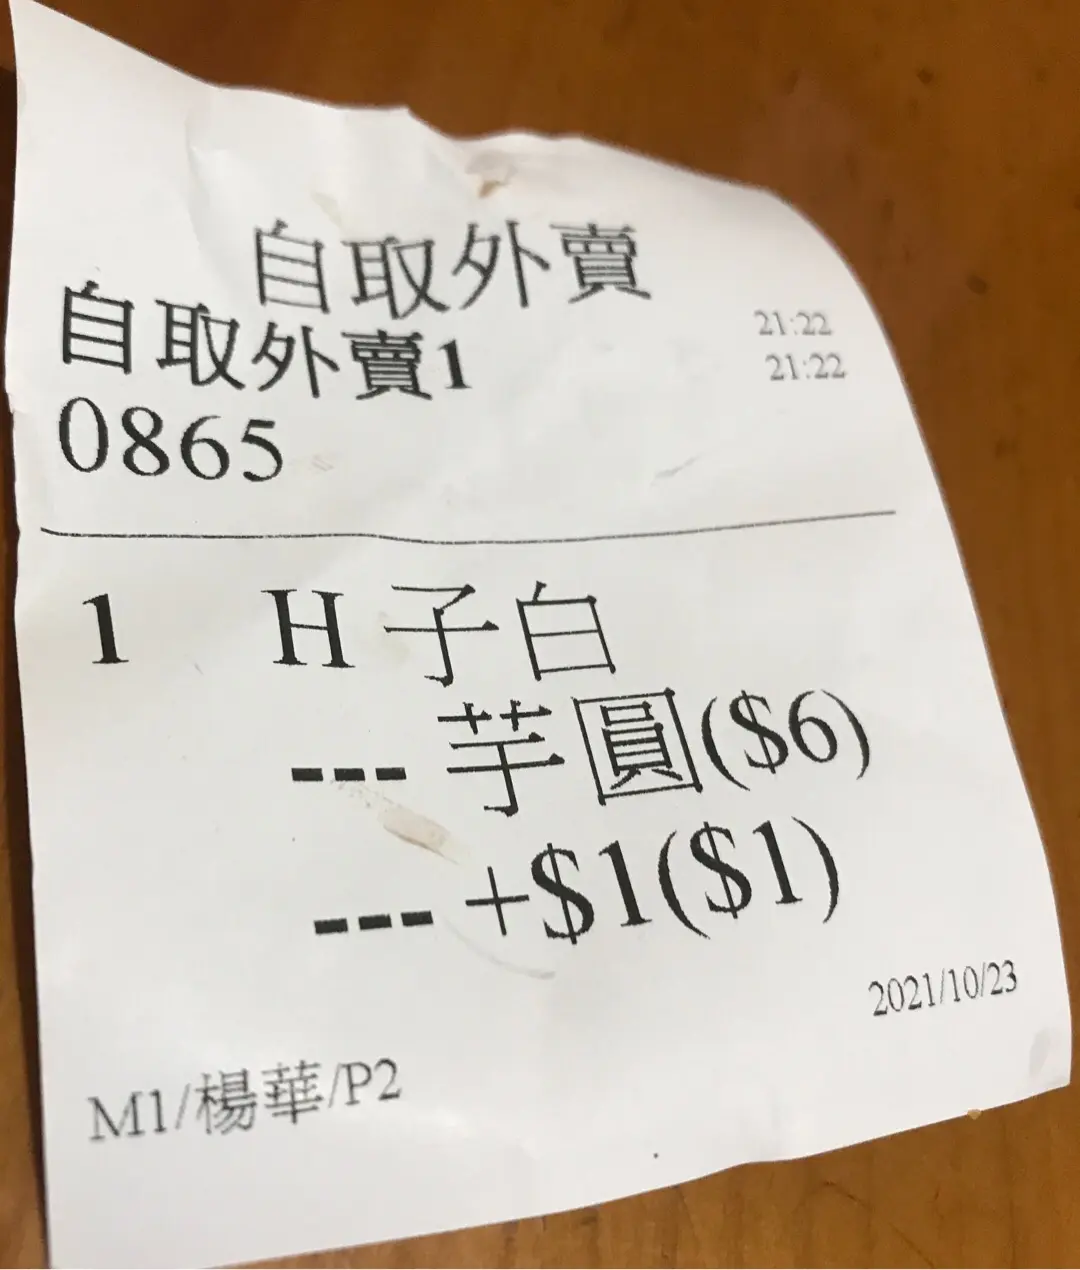 自取外賣
自取外賣1
21:22
21:22
0865
1 H 子白
--- 芋圓($6)
--- +$1($1)
2021/10/23
M1/楊華/P2